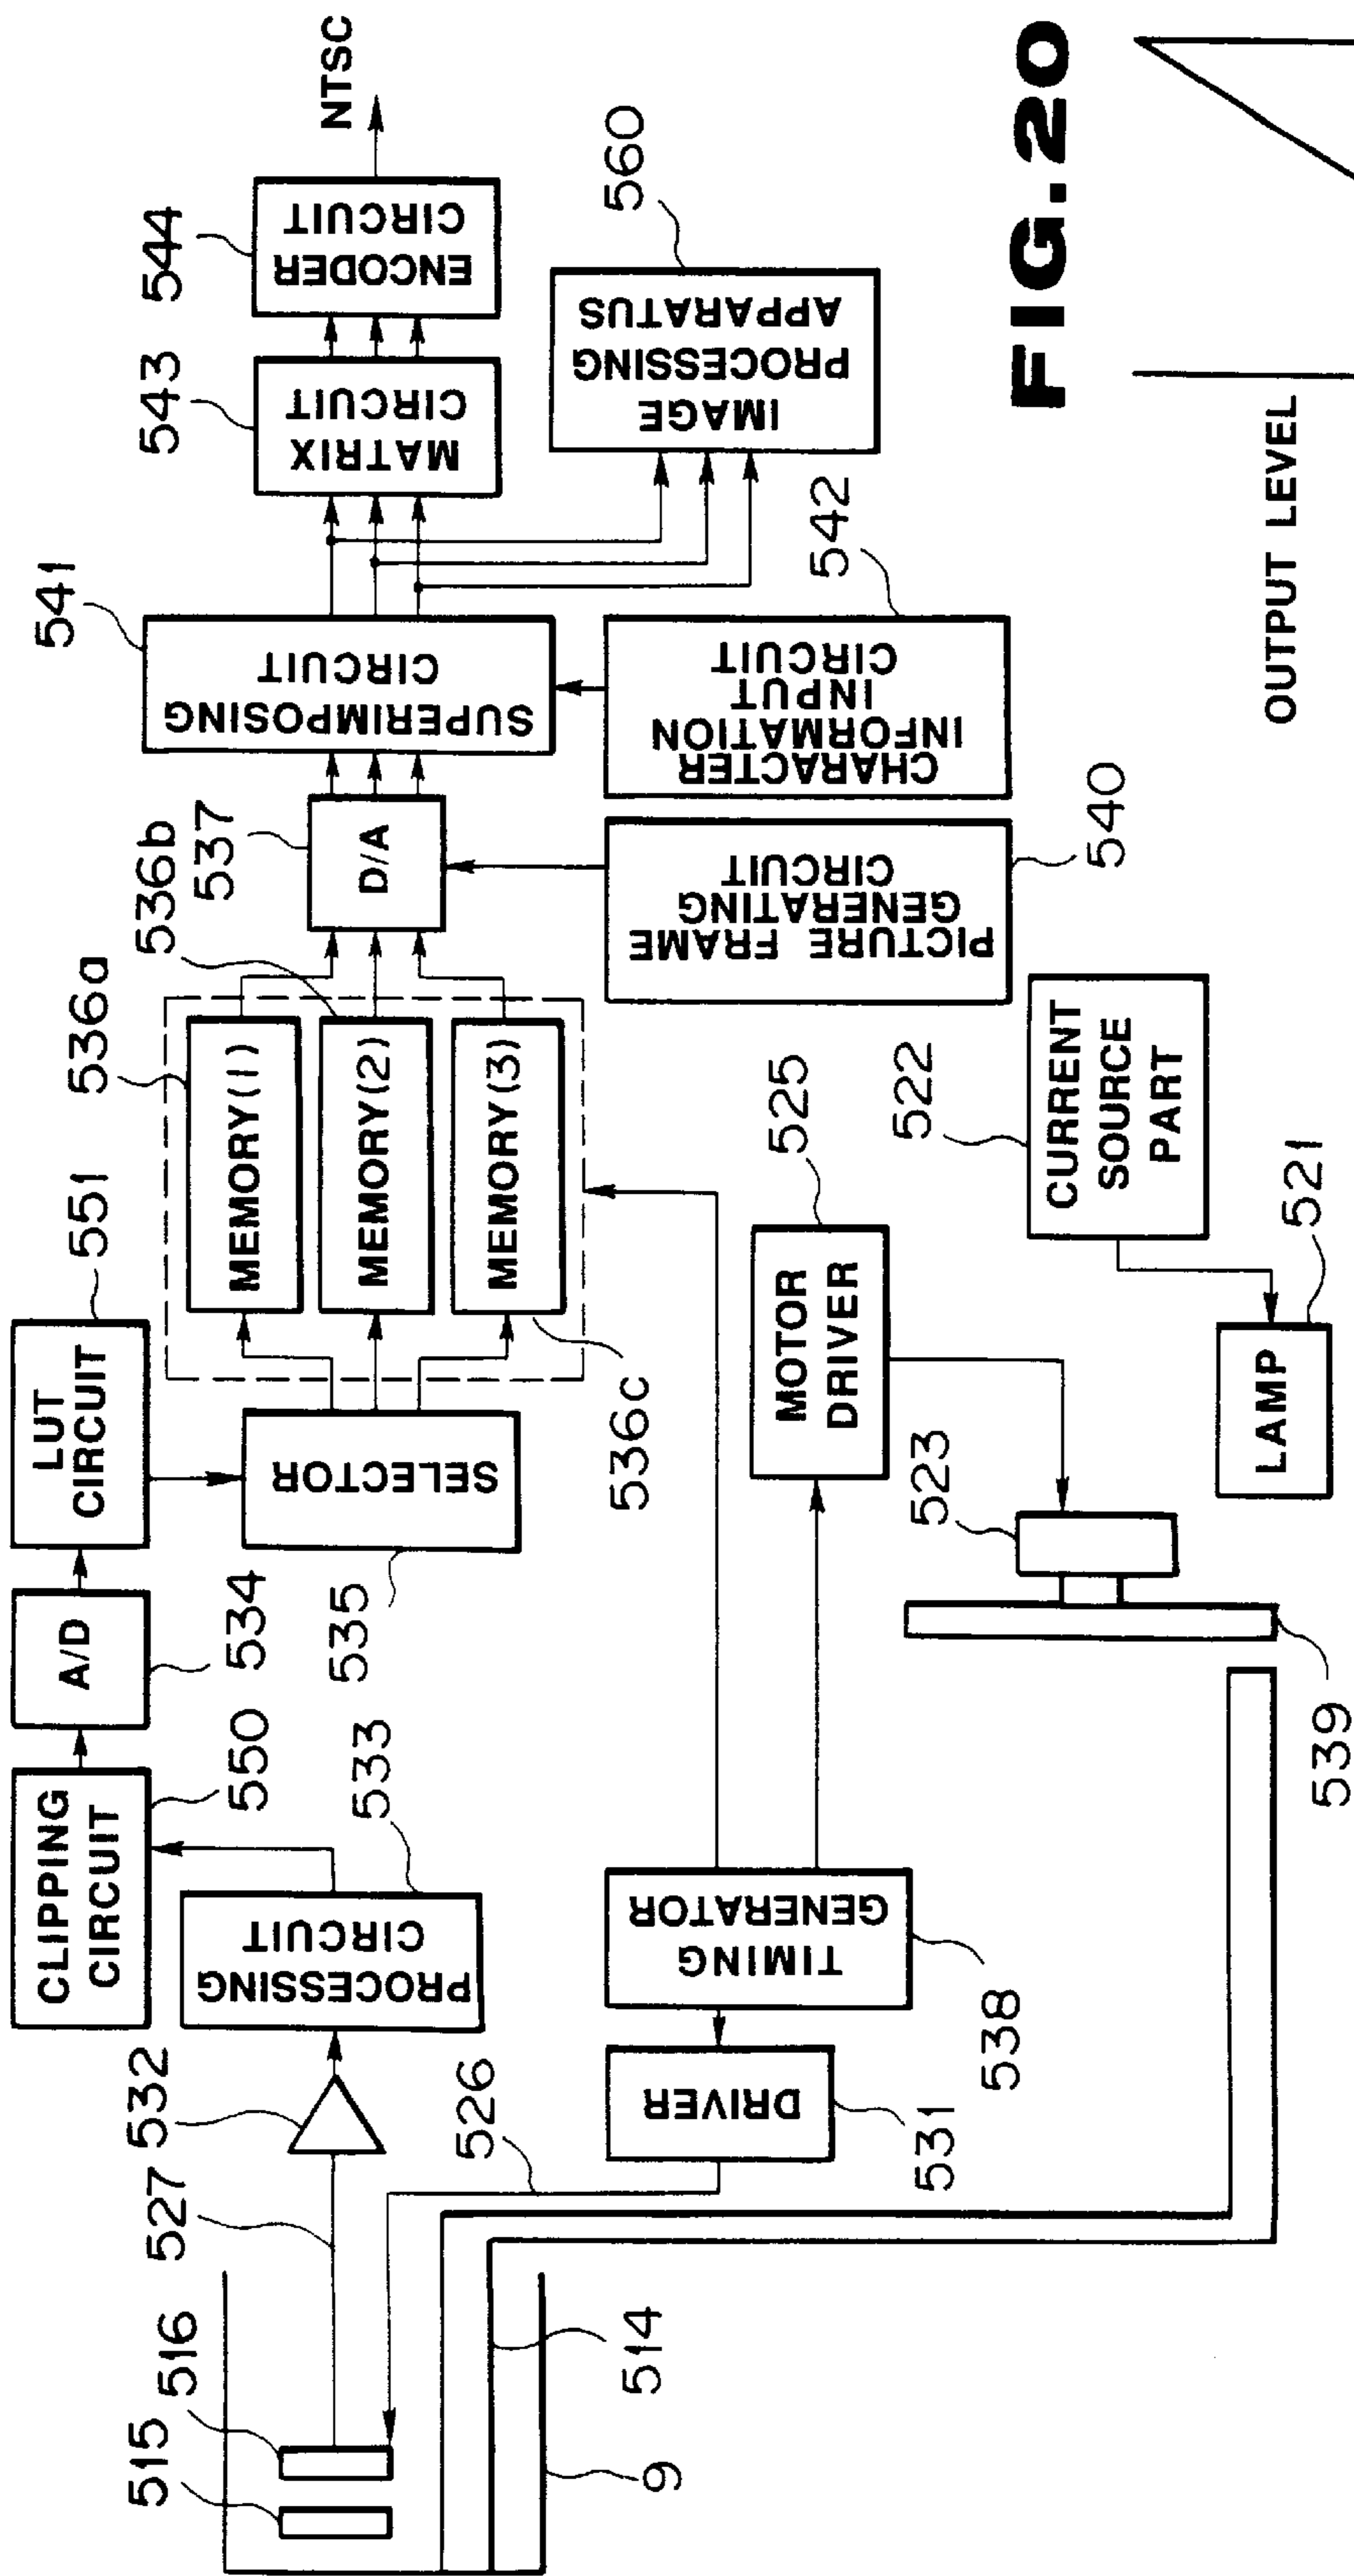 CLIPPING
CIRCUIT
550
A/D
534
LUT
CIRCUIT
551
515
516
527
532
PROCESSING
CIRCUIT
533
526
SELECTOR
535
MEMORY(1)
536a
MEMORY(2)
536b
MEMORY(3)
536c
D/A
537
SUPERIMPOSING
CIRCUIT
541
MATRIX
CIRCUIT
543
ENCODER
CIRCUIT
544
NTSC
IMAGE
PROCESSING
APPARATUS
560
CHARACTER
INFORMATION
INPUT
CIRCUIT
542
PICTURE FRAME
GENERATING
CIRCUIT
540
DRIVER
531
TIMING
GENERATOR
538
MOTOR
DRIVER
525
523
539
CURRENT
SOURCE
PART
522
LAMP
521
514
9
FIG.20
OUTPUT LEVEL